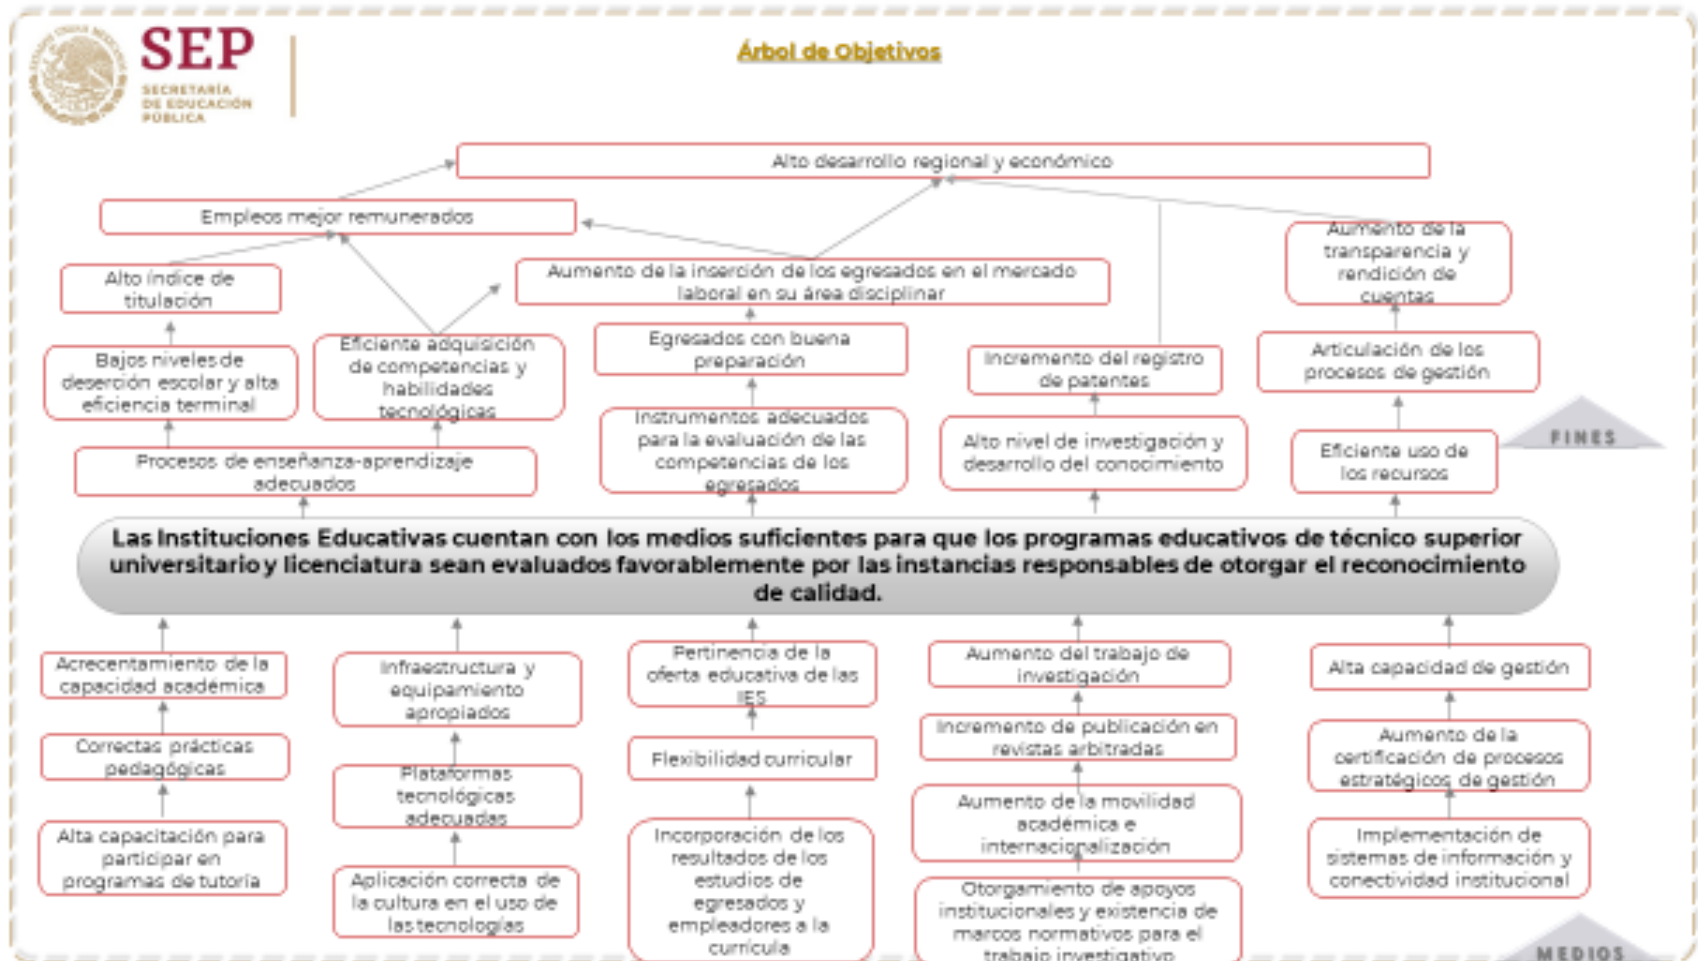 SEP
SECRETARÍA
DE EDUCACIÓN
PÚBLICA
Árbol de Objetivos
Alto desarrollo regional y económico
Empleos mejor remunerados
Aumento de la
transparencia y
rendición de
cuentas
Alto índice de
titulación
Aumento de la inserción de los egresados en el mercado
laboral en su área disciplinar
Bajos niveles de
deserción escolar y alta
eficiencia terminal
Eficiente adquisición
de competencias y
habilidades
tecnológicas
Egresados con buena
preparación
Incremento del registro
de patentes
Articulación de los
procesos de gestión
Procesos de enseñanza-aprendizaje
adecuados
Instrumentos adecuados
para la evaluación de las
competencias de los
egresados
Alto nivel de investigación y
desarrollo del conocimiento
Eficiente uso de
los recursos
FINES
Las Instituciones Educativas cuentan con los medios suficientes para que los programas educativos de técnico superior
universitario y licenciatura sean evaluados favorablemente por las instancias responsables de otorgar el reconocimiento
de calidad.
Acrecentamiento de la
capacidad académica
Infraestructura y
equipamiento
apropiados
Pertinencia de la
oferta educativa de las
IES
Aumento del trabajo de
investigación
Alta capacidad de gestión
Correctas prácticas
pedagógicas
Plataformas
tecnológicas
adecuadas
Flexibilidad curricular
Incremento de publicación en
revistas arbitradas
Aumento de la
certificación de procesos
estratégicos de gestión
Alta capacitación para
participar en
programas de tutoría
Aplicación correcta de
la cultura en el uso de
las tecnologías
Incorporación de los
resultados de los
estudios de
egresados y
empleadores a la
currícula
Aumento de la movilidad
académica e
internacionalización
Otorgamiento de apoyos
institucionales y existencia de
marcos normativos para el
trabajo investigativo
Implementación de
sistemas de información y
conectividad institucional
MEDIOS